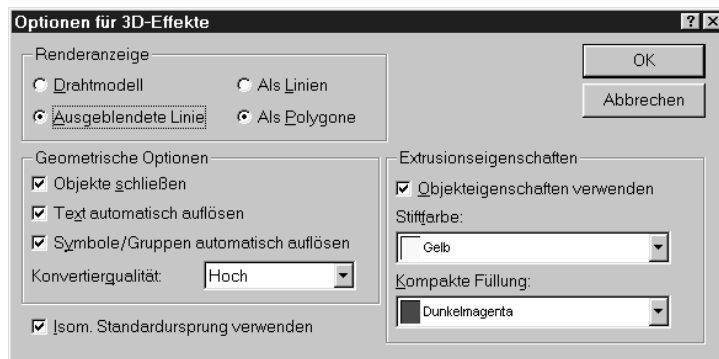 Optionen für 3D-Effekte
Renderanzeige
Drahtmodell
Als Linien
Ausgeblendete Linie
Als Polygone
OK
Abbrechen
Geometrische Optionen
Objekte schließen
Text automatisch auflösen
Symbole/Gruppen automatisch auflösen
Konvertierqualität: Hoch
Isom. Standardursprung verwenden
Extrusionseigenschaften
Objekteigenschaften verwenden
Stiftfarbe:
Gelb
Kompakte Füllung:
Dunkelmagenta